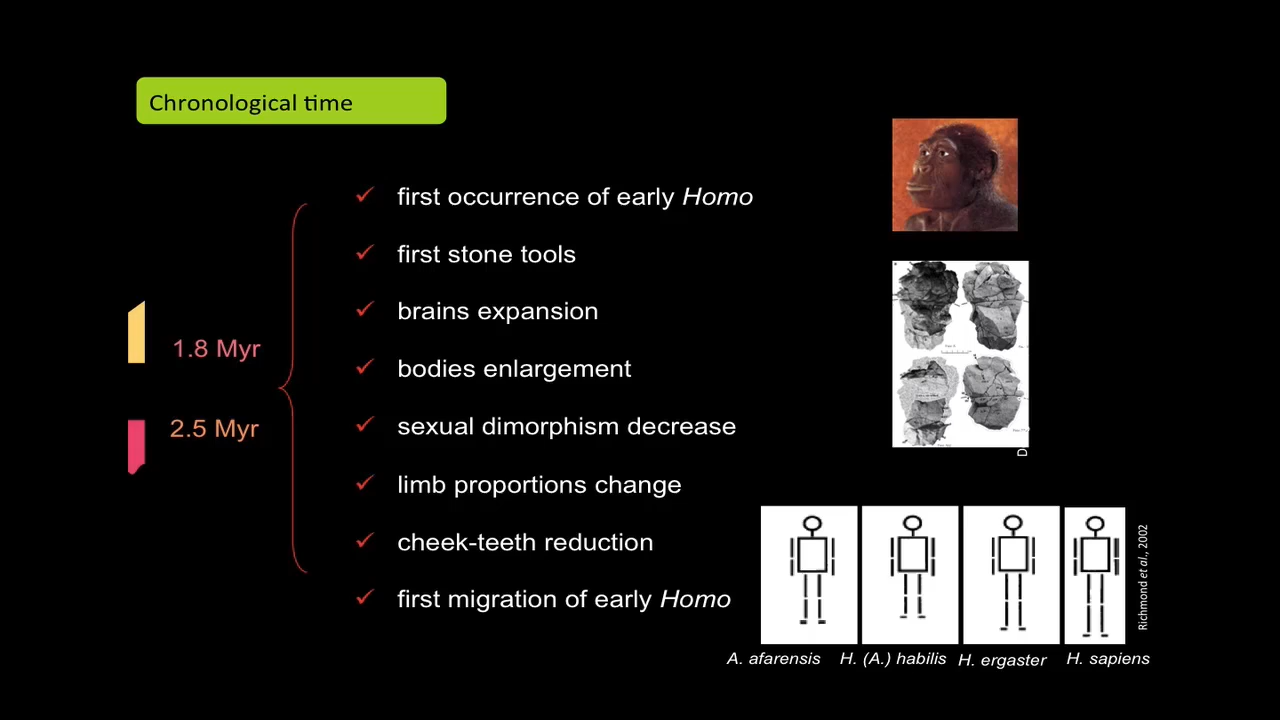 Chronological time
first occurrence of early Homo
first stone tools
brains expansion
1.8 Myr
bodies enlargement
2.5 Myr
sexual dimorphism decrease
limb proportions change
cheek-teeth reduction
first migration of early Homo
D
Richmond et al., 2002
A. afarensis
H. (A.) habilis
H. ergaster
H. sapiens